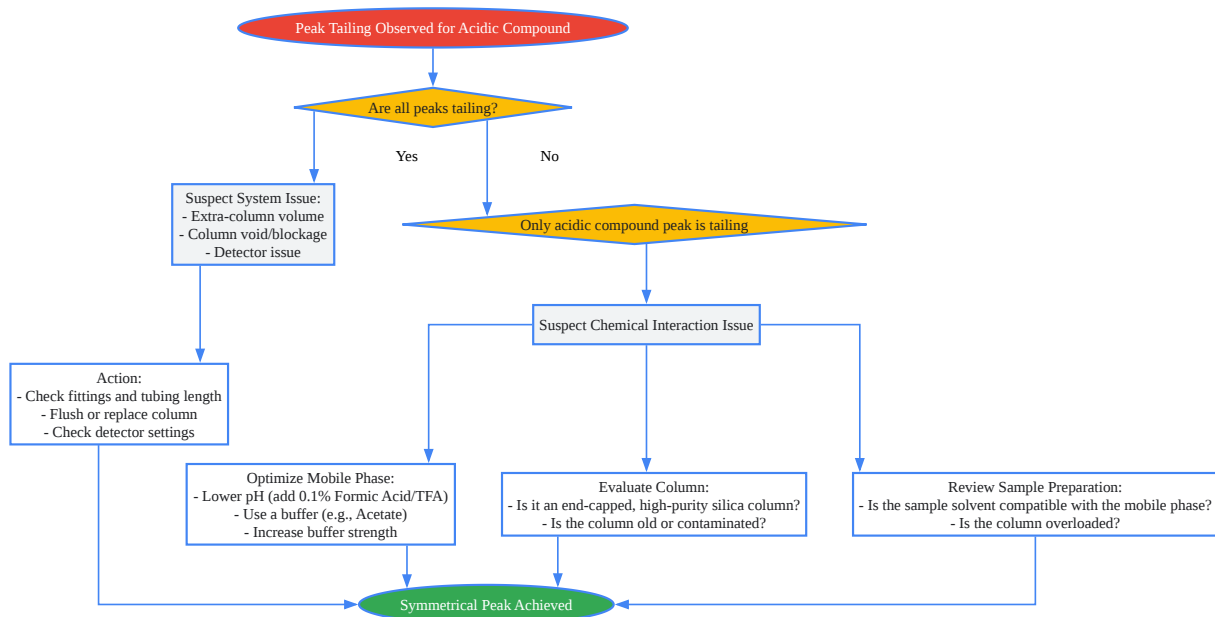 Peak Tailing Observed for Acidic Compound
Are all peaks tailing?
Yes
No
Suspect System Issue:
- Extra-column volume
- Column void/blockage
- Detector issue
Only acidic compound peak is tailing
Suspect Chemical Interaction Issue
Action:
- Check fittings and tubing length
- Flush or replace column
- Check detector settings
Optimize Mobile Phase:
- Lower pH (add 0.1% Formic Acid/TFA)
- Use a buffer (e.g., Acetate)
- Increase buffer strength
Evaluate Column:
- Is it an end-capped, high-purity silica column?
- Is the column old or contaminated?
Review Sample Preparation:
- Is the sample solvent compatible with the mobile phase?
- Is the column overloaded?
Symmetrical Peak Achieved